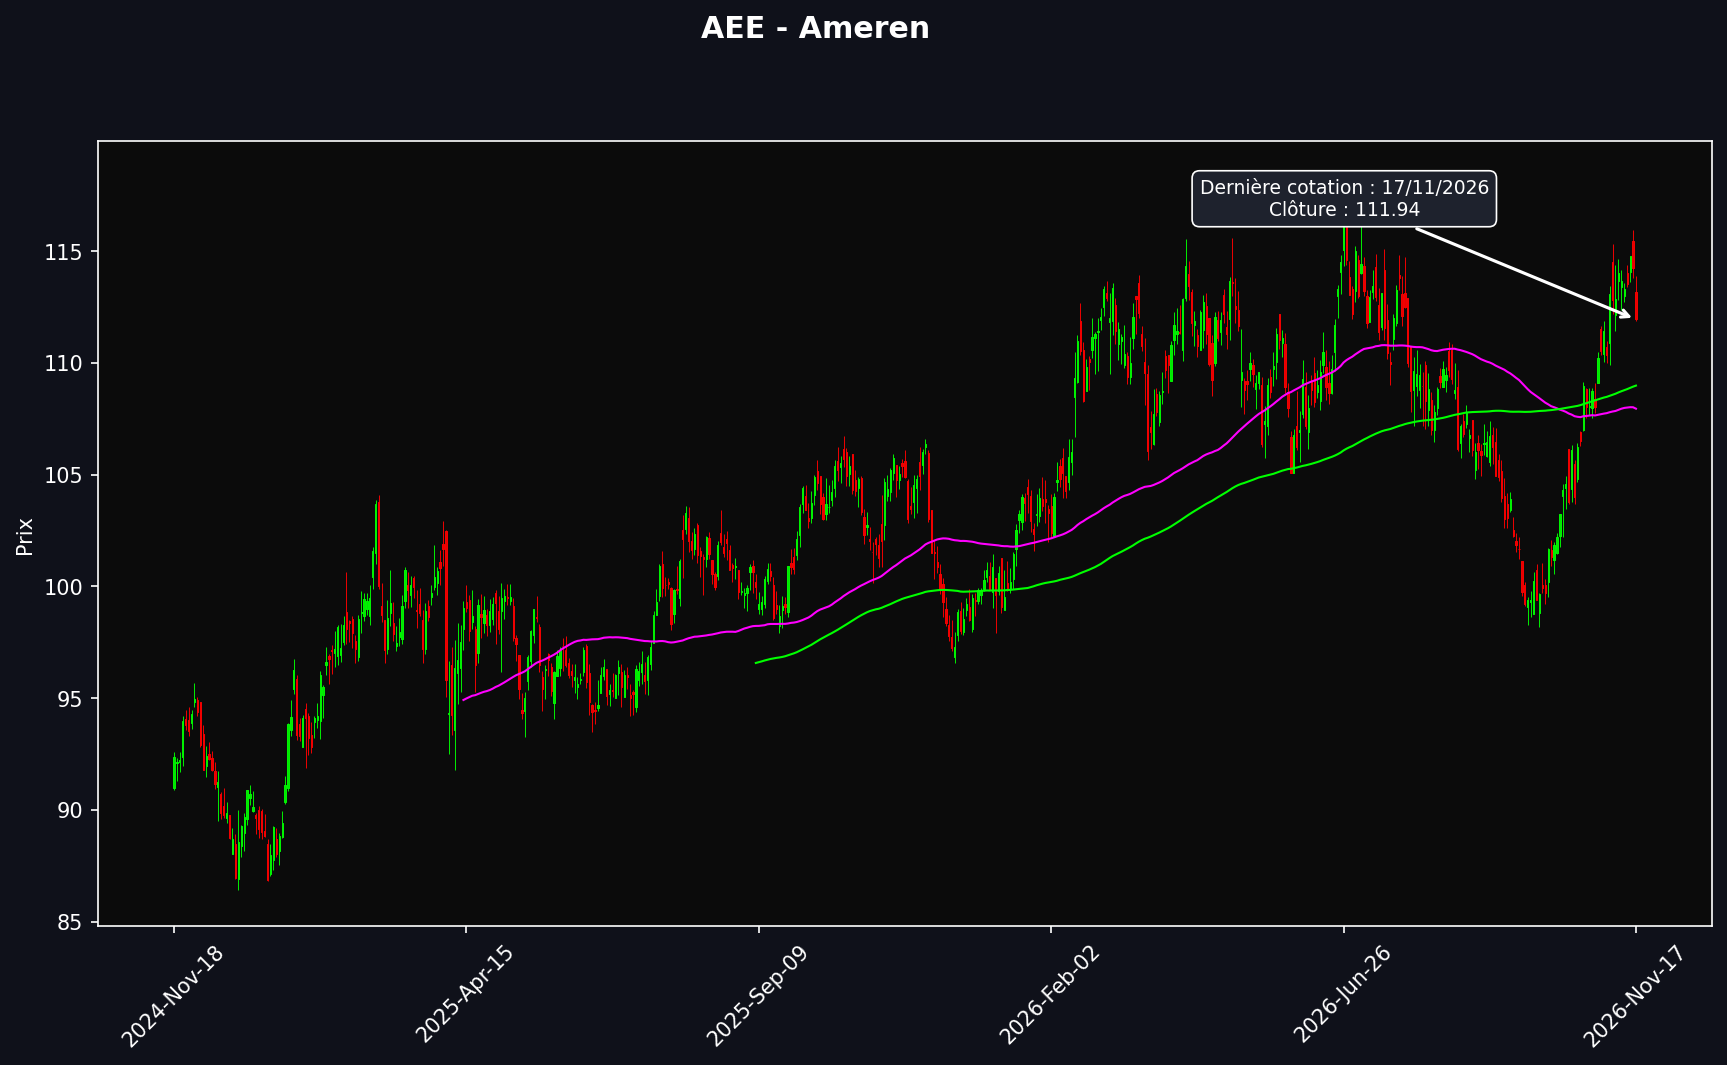 AEE - Ameren
Dernière cotation : 17/11/2026
Clôture : 111.94
115
110
105
100
95
90
85
Prix
2024-Nov-18
2025-Apr-15
2025-Sep-09
2026-Feb-02
2026-Jun-26
2026-Nov-17